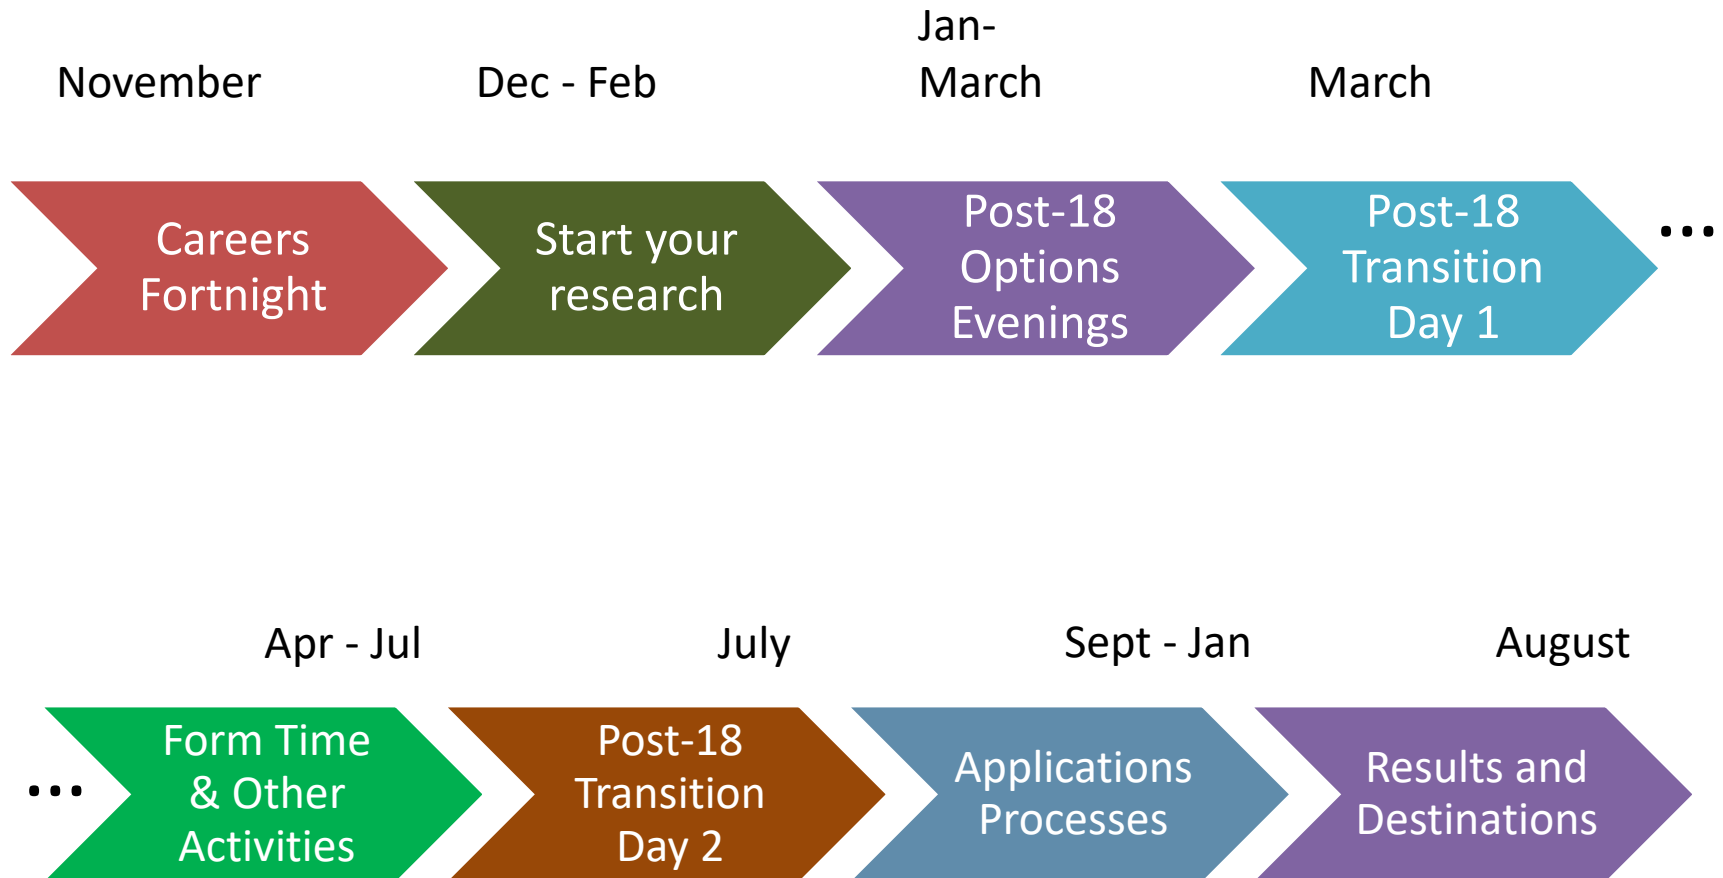 November
Dec - Feb
Jan-
March
March
Careers
Fortnight
Start your
research
Post-18
Options
Evenings
Post-18
Transition
Day 1
...
Apr - Jul
July
Sept - Jan
August
...
Form Time
& Other
Activities
Post-18
Transition
Day 2
Applications
Processes
Results and
Destinations